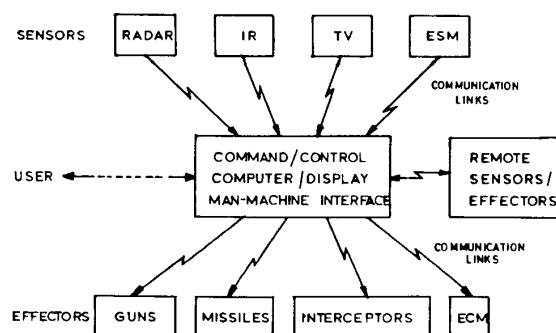 SENSORS RADAR IR TV ESM
COMMUNICATION
LINKS
COMMAND/CONTROL
COMPUTER/DISPLAY
MAN-MACHINE INTERFACE
USER
REMOTE
SENSORS/
EFFECTORS
COMMUNICATION
LINKS
EFFECTORS GUNS MISSILES INTERCEPTORS ECM